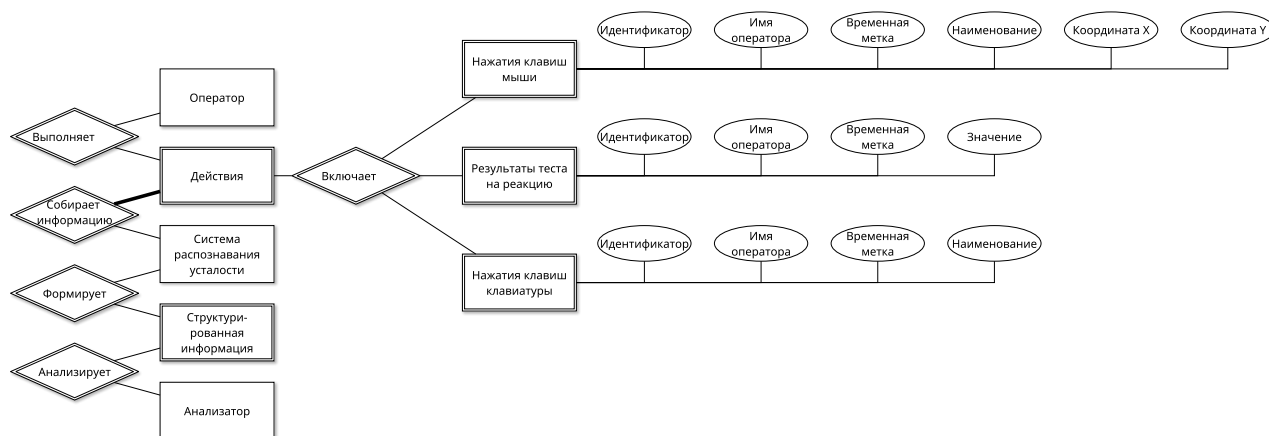 Идентификатор
Имя
оператора
Временная
метка
Наименование
Координата X
Координата Y
Нажатия клавиш
мыши
Оператор
Выполняет
Идентификатор
Имя
оператора
Временная
метка
Значение
Действия
Включает
Результаты теста
на реакцию
Собирает
информацию
Система
распознавания
усталости
Идентификатор
Имя
оператора
Временная
метка
Наименование
Нажатия клавиш
клавиатуры
Формирует
Структури-
рованная
информация
Анализирует
Анализатор